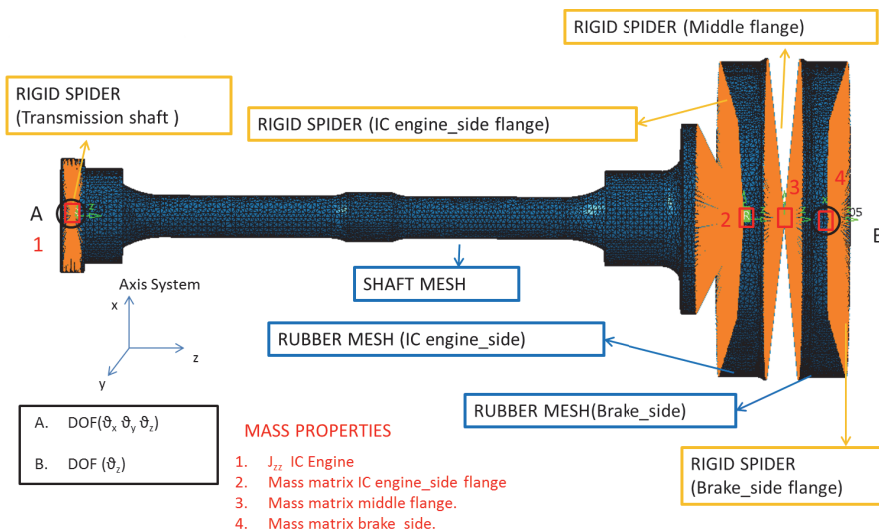 RIGID SPIDER (Middle flange)
RIGID SPIDER
(Transmission shaft )
RIGID SPIDER (IC engine_side flange)
A
1
2
3
4
05
B
SHAFT MESH
Axis System
x
z
y
RUBBER MESH (IC engine_side)
RUBBER MESH(Brake_side)
A. DOF(ϑx ϑy ϑz)
B. DOF (ϑz)
MASS PROPERTIES
1. Jzz IC Engine
2. Mass matrix IC engine_side flange
3. Mass matrix middle flange.
4. Mass matrix brake side.
RIGID SPIDER
(Brake_side flange)